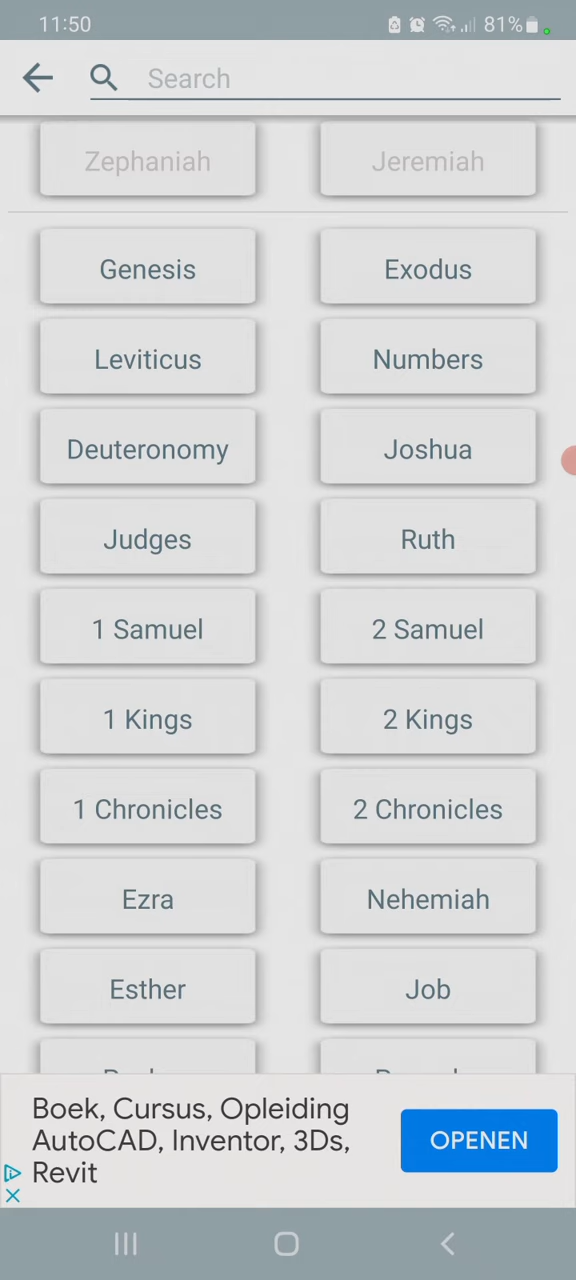 11:50
81%
Search
Zephaniah
Jeremiah
Genesis
Exodus
Leviticus
Numbers
Deuteronomy
Joshua
Judges
Ruth
1 Samuel
2 Samuel
1 Kings
2 Kings
1 Chronicles
2 Chronicles
Ezra
Nehemiah
Esther
Job
Boek, Cursus, Opleiding
AutoCAD, Inventor, 3Ds,
Revit
OPENEN